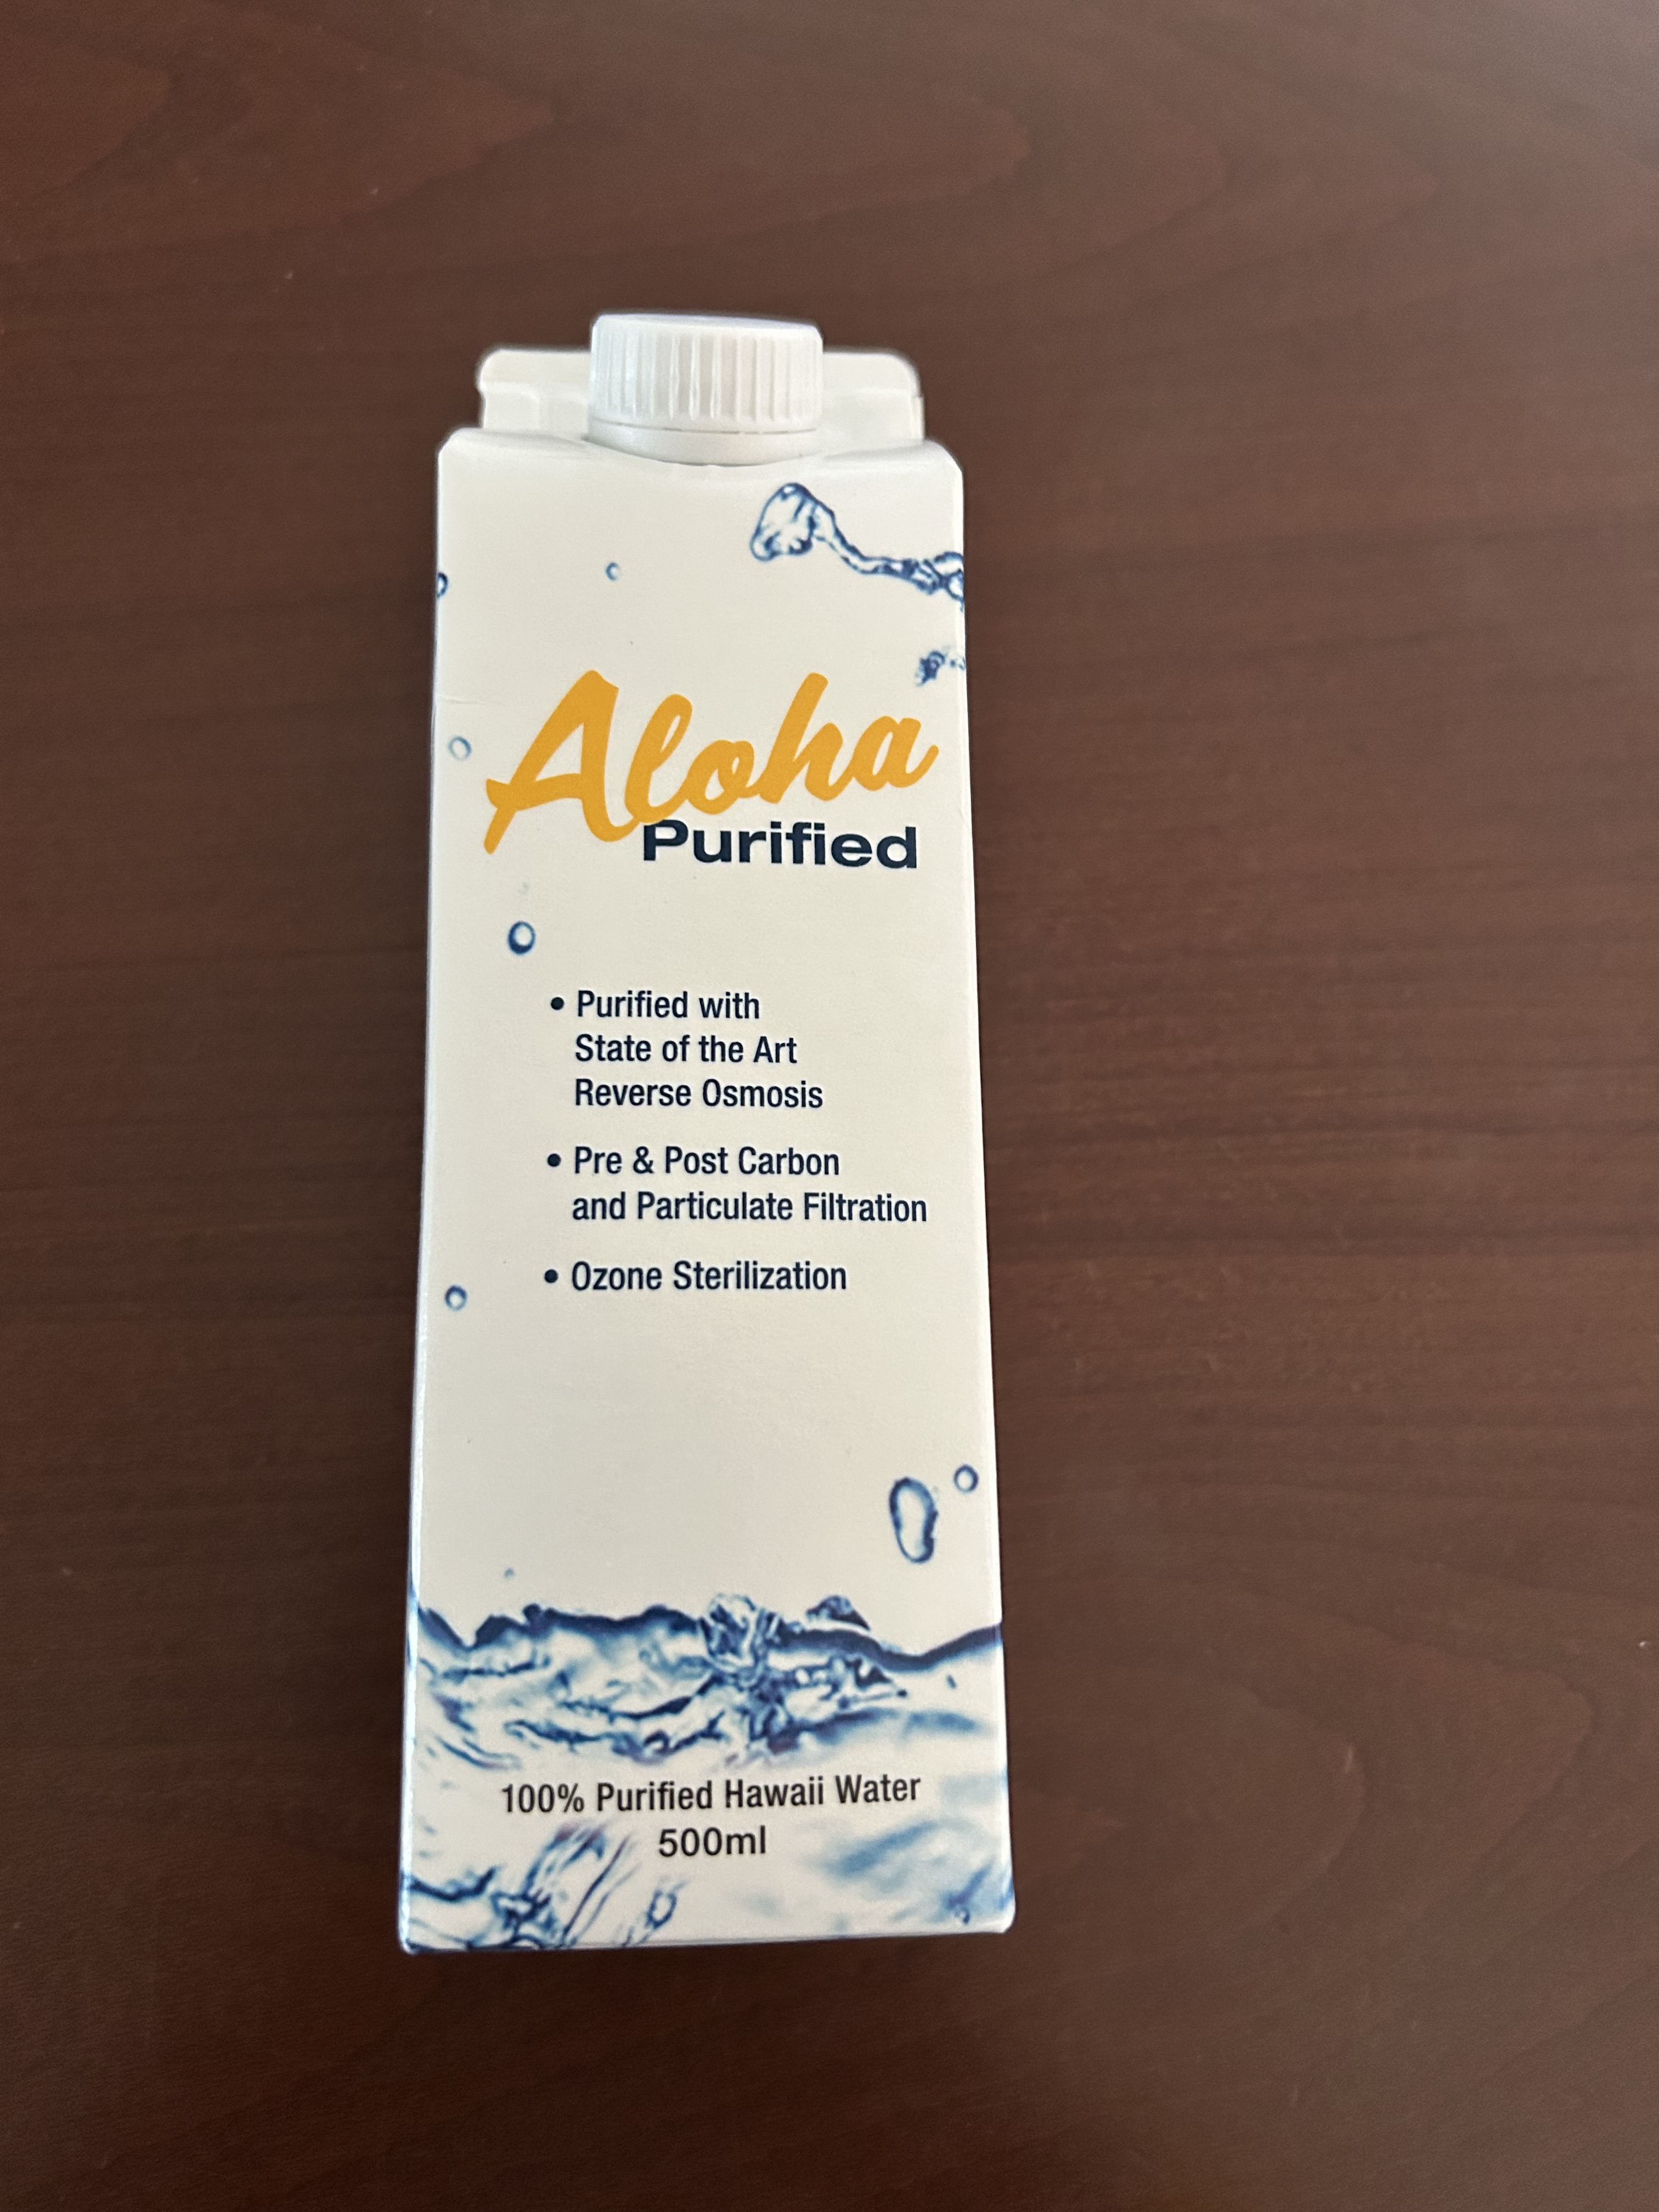 Aloha
Purified
• Purified with
State of the Art
Reverse Osmosis
• Pre & Post Carbon
and Particulate Filtration
• Ozone Sterilization
100% Purified Hawaii Water
500ml